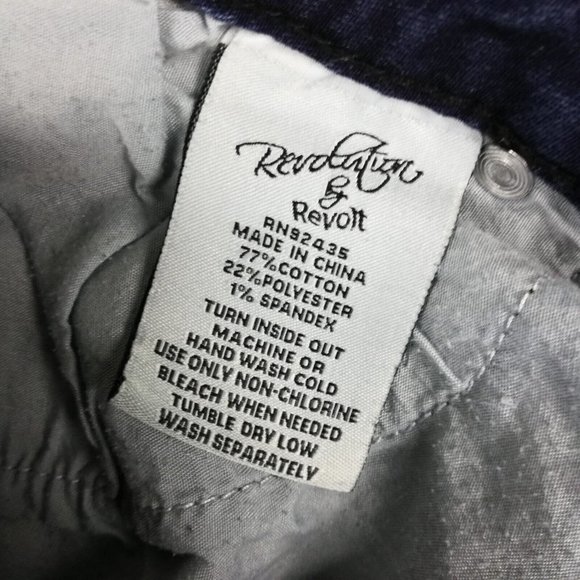 Revolution
&
Revolt
RN92435
MADE IN CHINA
77%COTTON
22%POLYESTER
1% SPANDEX
TURN INSIDE OUT
MACHINE OR
HAND WASH COLD
USE ONLY NON-CHLORINE
BLEACH WHEN NEEDED
TUMBLE DRY LOW
WASH SEPARATELY